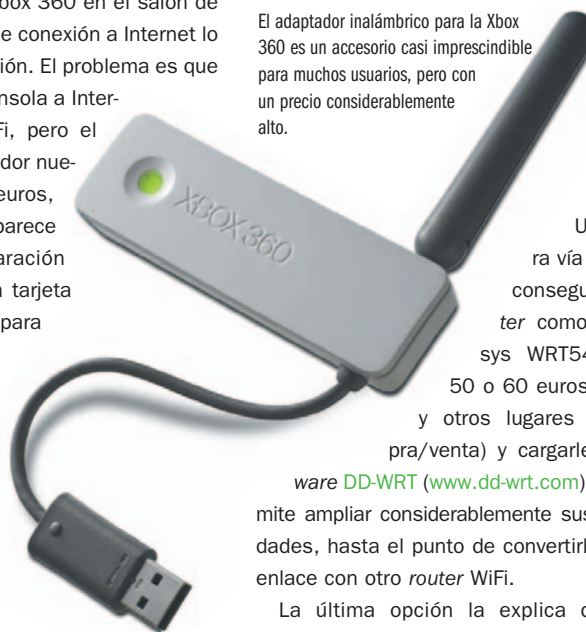 box 360 en el salón de
e conexión a Internet lo
ión. El problema es que
nsola a Inter-
Fi, pero el
dor nue-
euros,
parece
aración
tarjeta
para
El adaptador inalámbrico para la Xbox
360 es un accesorio casi imprescindible
para muchos usuarios, pero con
un precio considerablemente
alto.
XBOX 360
U
ra vía
consegu
ter como
sys WRT54
50 o 60 euros
y otros lugares
pra/venta) y cargarle
ware DD-WRT (www.dd-wrt.com)
mite ampliar considerablemente sus
dades, hasta el punto de convertirl
enlace con otro router WiFi.
La última opción la explica